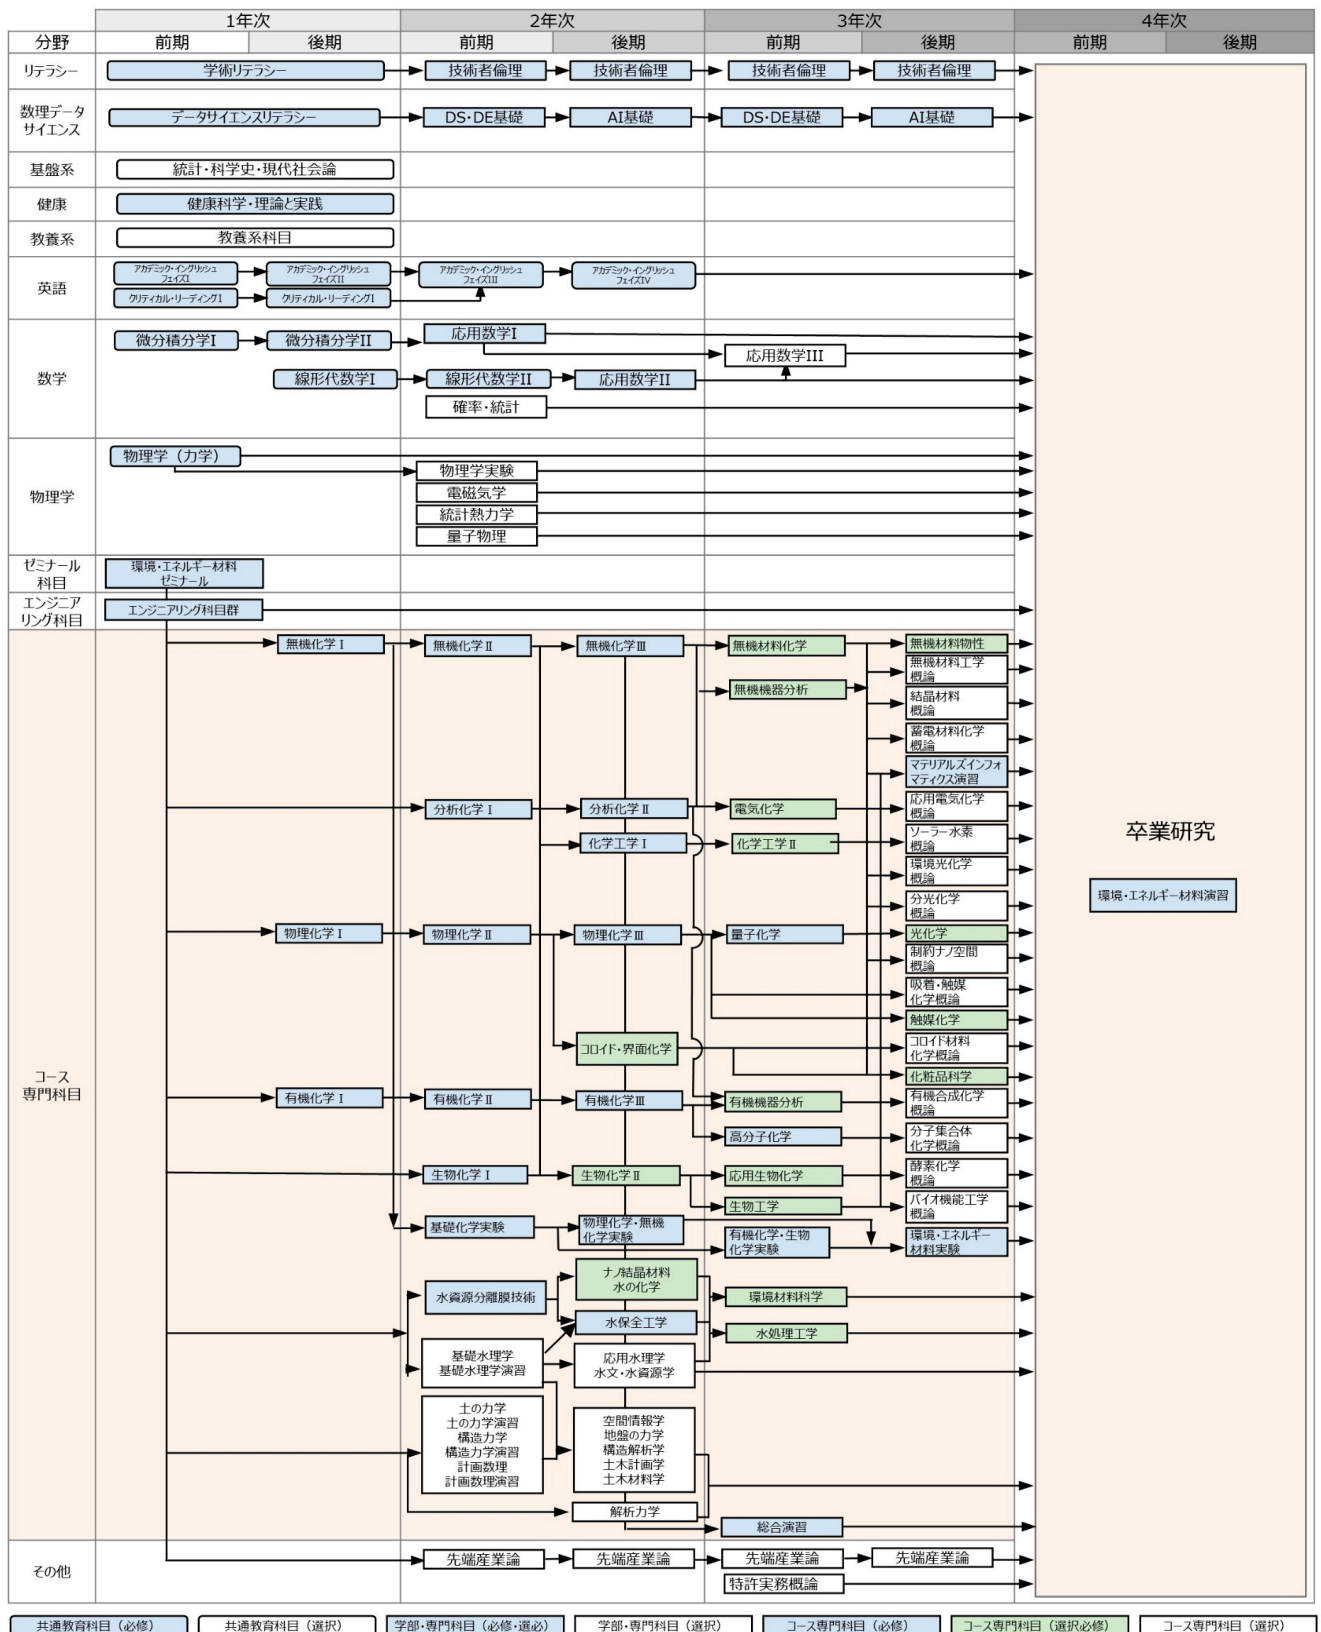 1年次
2年次
3年次
4年次
分野
前期
後期
前期
後期
前期
後期
前期
後期
リテラシー
学術リテラシー
技術者倫理
技術者倫理
技術者倫理
技術者倫理
数理データ
サイエンス
データサイエンスリテラシー
DS・DE基礎
AI基礎
DS・DE基礎
AI基礎
基盤系
統計・科学史・現代社会論
健康
健康科学・理論と実践
教養系
教養系科目
英語
アカデミック・イングリッシュ
フェイズI
アカデミック・イングリッシュ
フェイズII
アカデミック・イングリッシュ
フェイズIII
アカデミック・イングリッシュ
フェイズIV
クリティカル・リーディングI
クリティカル・リーディングI
数学
微分積分学I
微分積分学II
応用数学I
応用数学III
線形代数学I
線形代数学II
応用数学II
確率・統計
物理学
物理学（力学）
物理学実験
電磁気学
統計熱力学
量子物理
ゼミナール
科目
環境・エネルギー材料
ゼミナール
エンジニア
リング科目
エンジニアリング科目群
コース
専門科目
無機化学Ⅰ
無機化学Ⅱ
無機化学Ⅲ
無機材料化学
無機材料物性
無機材料工学
概論
無機機器分析
結晶材料
概論
蓄電材料化学
概論
マテリアルズインフォ
マティクス演習
分析化学Ⅰ
分析化学Ⅱ
電気化学
応用電気化学
概論
化学工学Ⅰ
化学工学Ⅱ
ソーラー水素
概論
環境光化学
概論
分光化学
概論
物理化学Ⅰ
物理化学Ⅱ
物理化学Ⅲ
量子化学
光化学
制約ナノ空間
概論
吸着・触媒
化学概論
触媒化学
コロイド・界面化学
コロイド材料
化学概論
化粧品科学
有機化学Ⅰ
有機化学Ⅱ
有機化学Ⅲ
有機機器分析
有機合成化学
概論
高分子化学
分子集合体
化学概論
生物化学Ⅰ
生物化学Ⅱ
応用生物化学
酵素化学
概論
生物工学
バイオ機能工学
概論
基礎化学実験
物理化学・無機
化学実験
有機化学・生物
化学実験
環境・エネルギー
材料実験
水資源分離膜技術
ナノ結晶材料
水の化学
環境材料科学
水保全工学
水処理工学
基礎水理学
基礎水理学演習
応用水理学
水文・水資源学
土の力学
土の力学演習
構造力学
構造力学演習
計画数理
計画数理演習
空間情報学
地盤の力学
構造解析学
土木計画学
土木材料学
解析力学
総合演習
卒業研究
環境・エネルギー材料演習
その他
先端産業論
先端産業論
先端産業論
先端産業論
特許実務概論
共通教育科目（必修）
共通教育科目（選択）
学部・専門科目（必修・選必）
学部・専門科目（選択）
コース専門科目（必修）
コース専門科目（選択必修）
コース専門科目（選択）